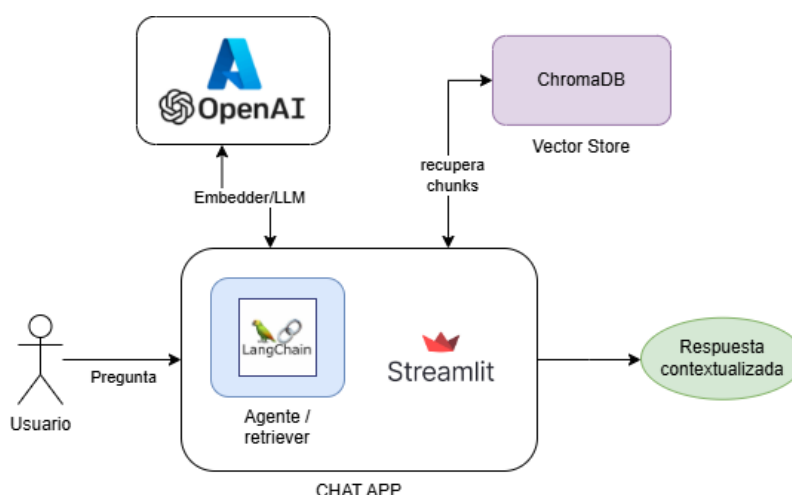 OpenAI
ChromaDB
Vector Store
recupera
chunks
Embedder/LLM
LangChain
Streamlit
Pregunta
Usuario
Agente /
retriever
Respuesta
contextualizada
CHAT APP